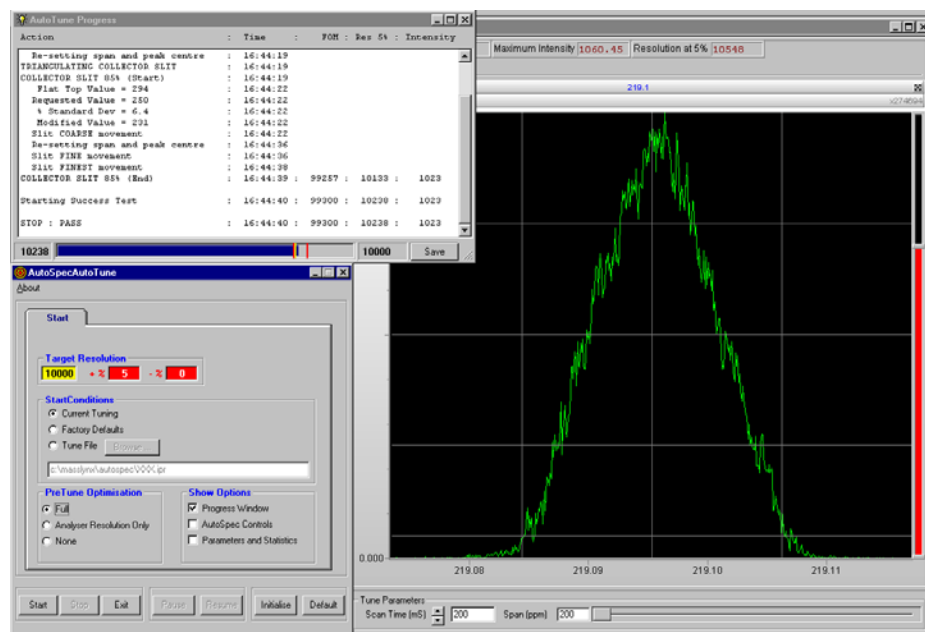 AutoTune Progress
Action : Time : FOM : Res 5% : Intensity
Re-setting span and peak centre : 16:44:19
TRIANGULATING COLLECTOR SLIT : 16:44:19
COLLECTOR SLIT 85% (Start) : 16:44:19
Flat Top Value = 294 : 16:44:22
Requested Value = 250 : 16:44:22
% Standard Dev = 6.4 : 16:44:22
Modified Value = 231 : 16:44:22
Slit COARSE movement : 16:44:22
Re-setting span and peak centre : 16:44:36
Slit FINE movement : 16:44:36
Slit FINEST movement : 16:44:38
COLLECTOR SLIT 85% (End) : 16:44:39 : 99257 : 10133 : 1023
Starting Success Test : 16:44:40 : 99300 : 10238 : 1023
STOP : PASS : 16:44:40 : 99300 : 10238 : 1023
10238 10000 Save
Maximum Intensity 1060.45 Resolution at 5% 10548
219.1
x274694
AutoSpecAutoTune
About
Start
Target Resolution
10000 + % 5 - % 0
StartConditions
Current Tuning
Factory Defaults
Tune File Browse...
c:\masslynx\autospec\XXX.ipr
PreTune Optimisation
Full
Analyser Resolution Only
None
Show Options
Progress Window
AutoSpec Controls
Parameters and Statistics
Start Stop Exit Pause Resume Initialise Default
0.000
219.08 219.09 219.10 219.11
Tune Parameters
Scan Time (mS) 200 Span (ppm) 200